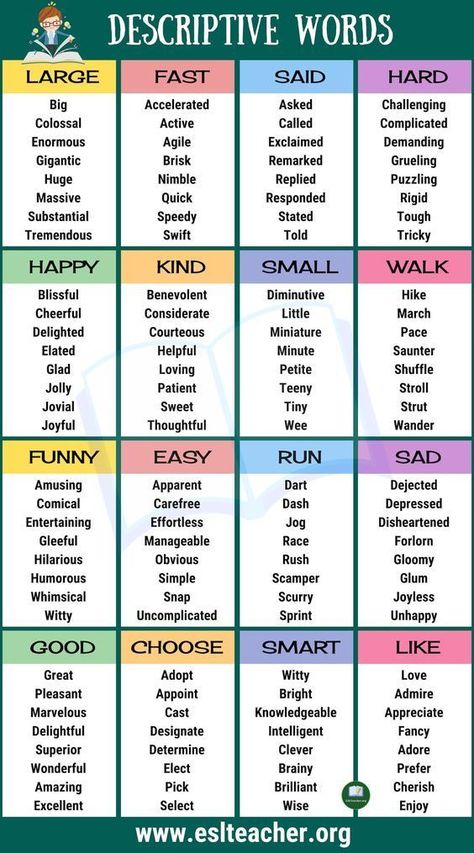 DESCRIPTIVE WORDS
LARGE
Big
Colossal
Enormous
Gigantic
Huge
Massive
Substantial
Tremendous
FAST
Accelerated
Active
Agile
Brisk
Nimble
Quick
Speedy
Swift
SAID
Asked
Called
Exclaimed
Remarked
Replied
Responded
Stated
Told
HARD
Challenging
Complicated
Demanding
Grueling
Puzzling
Rigid
Tough
Tricky
HAPPY
Blissful
Cheerful
Delighted
Elated
Glad
Jolly
Jovial
Joyful
KIND
Benevolent
Considerate
Courteous
Helpful
Loving
Patient
Sweet
Thoughtful
SMALL
Diminutive
Little
Miniature
Minute
Petite
Teeny
Tiny
Wee
WALK
Hike
March
Pace
Saunter
Shuffle
Stroll
Strut
Wander
FUNNY
Amusing
Comical
Entertaining
Gleeful
Hilarious
Humorous
Whimsical
Witty
EASY
Apparent
Carefree
Effortless
Manageable
Obvious
Simple
Snap
Uncomplicated
RUN
Dart
Dash
Jog
Race
Rush
Scamper
Scurry
Sprint
SAD
Dejected
Depressed
Disheartened
Forlorn
Gloomy
Glum
Joyless
Unhappy
GOOD
Great
Pleasant
Marvelous
Delightful
Superior
Wonderful
Amazing
Excellent
CHOOSE
Adopt
Appoint
Cast
Designate
Determine
Elect
Pick
Select
SMART
Witty
Bright
Knowledgeable
Intelligent
Clever
Brainy
Brilliant
Wise
LIKE
Love
Admire
Appreciate
Fancy
Adore
Prefer
Cherish
Enjoy
www.eslteacher.org